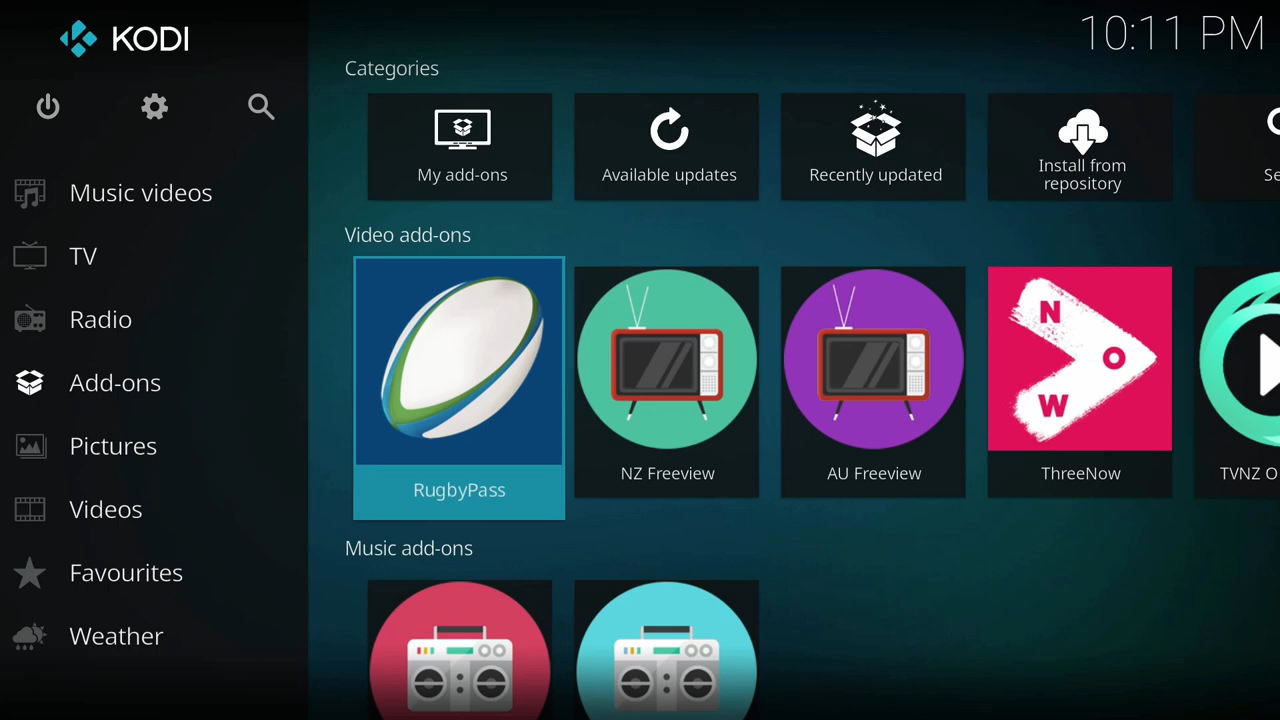 KODI
10:11 PM
Music videos
TV
Radio
Add-ons
Pictures
Videos
Favourites
Weather
Categories
My add-ons
Available updates
Recently updated
Install from
repository
Video add-ons
RugbyPass
NZ Freeview
AU Freeview
N
O
W
ThreeNow
TVNZ
Music add-ons